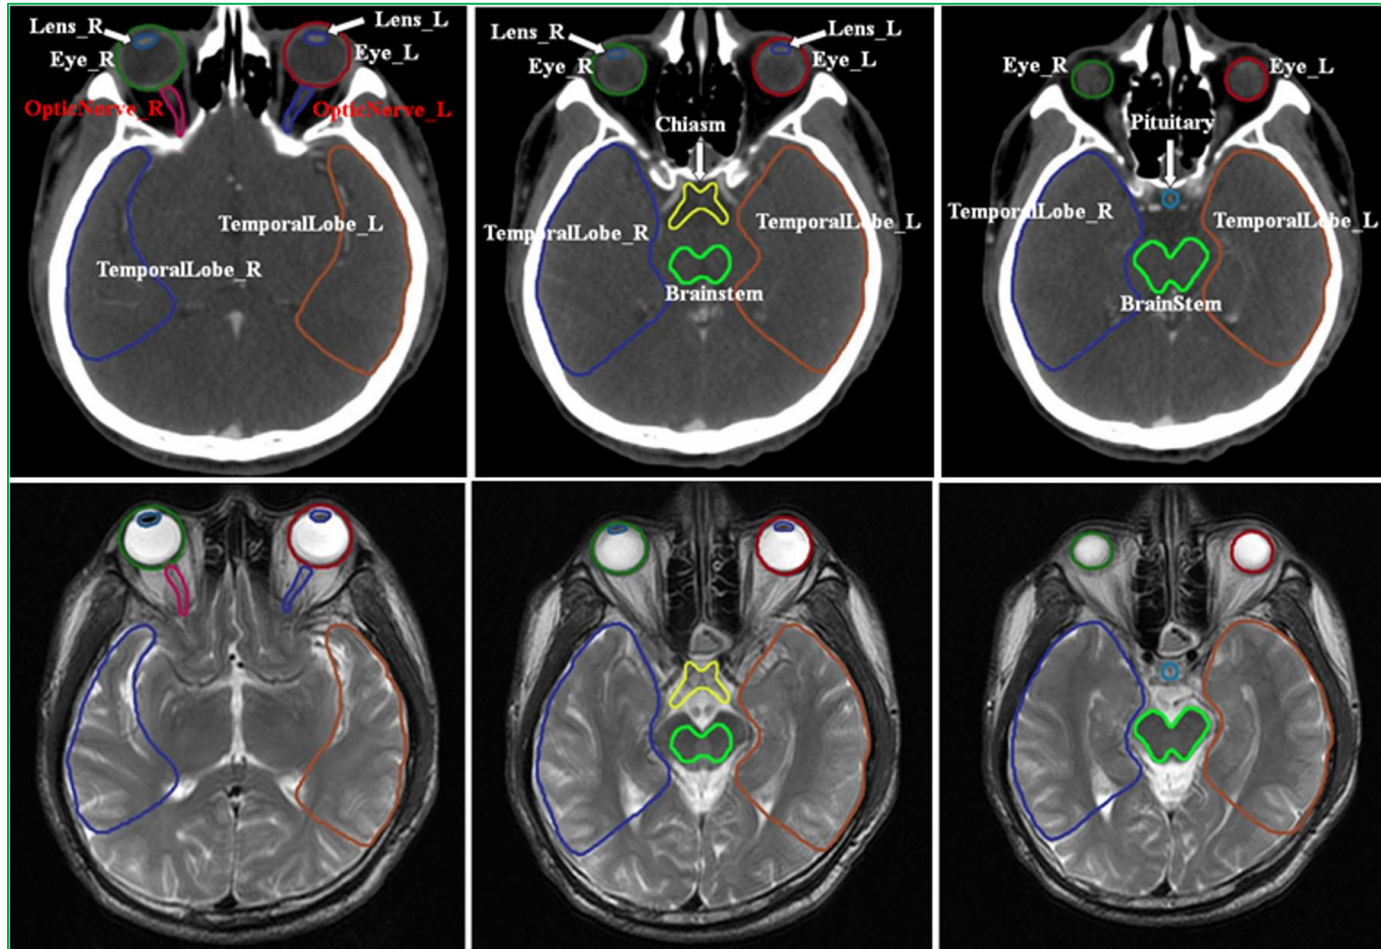 Lens_R
Lens_L
Eye_R
Eye_L
OpticNerve_R
OpticNerve_L
TemporalLobe_L
TemporalLobe_R
Lens_R
Lens_L
Eye_R
Eye_L
Chiasm
TemporalLobe_R
TemporalLobe_L
Brainstem
Eye_R
Eye_L
Pituitary
TemporalLobe_R
TemporalLobe_L
BrainStem